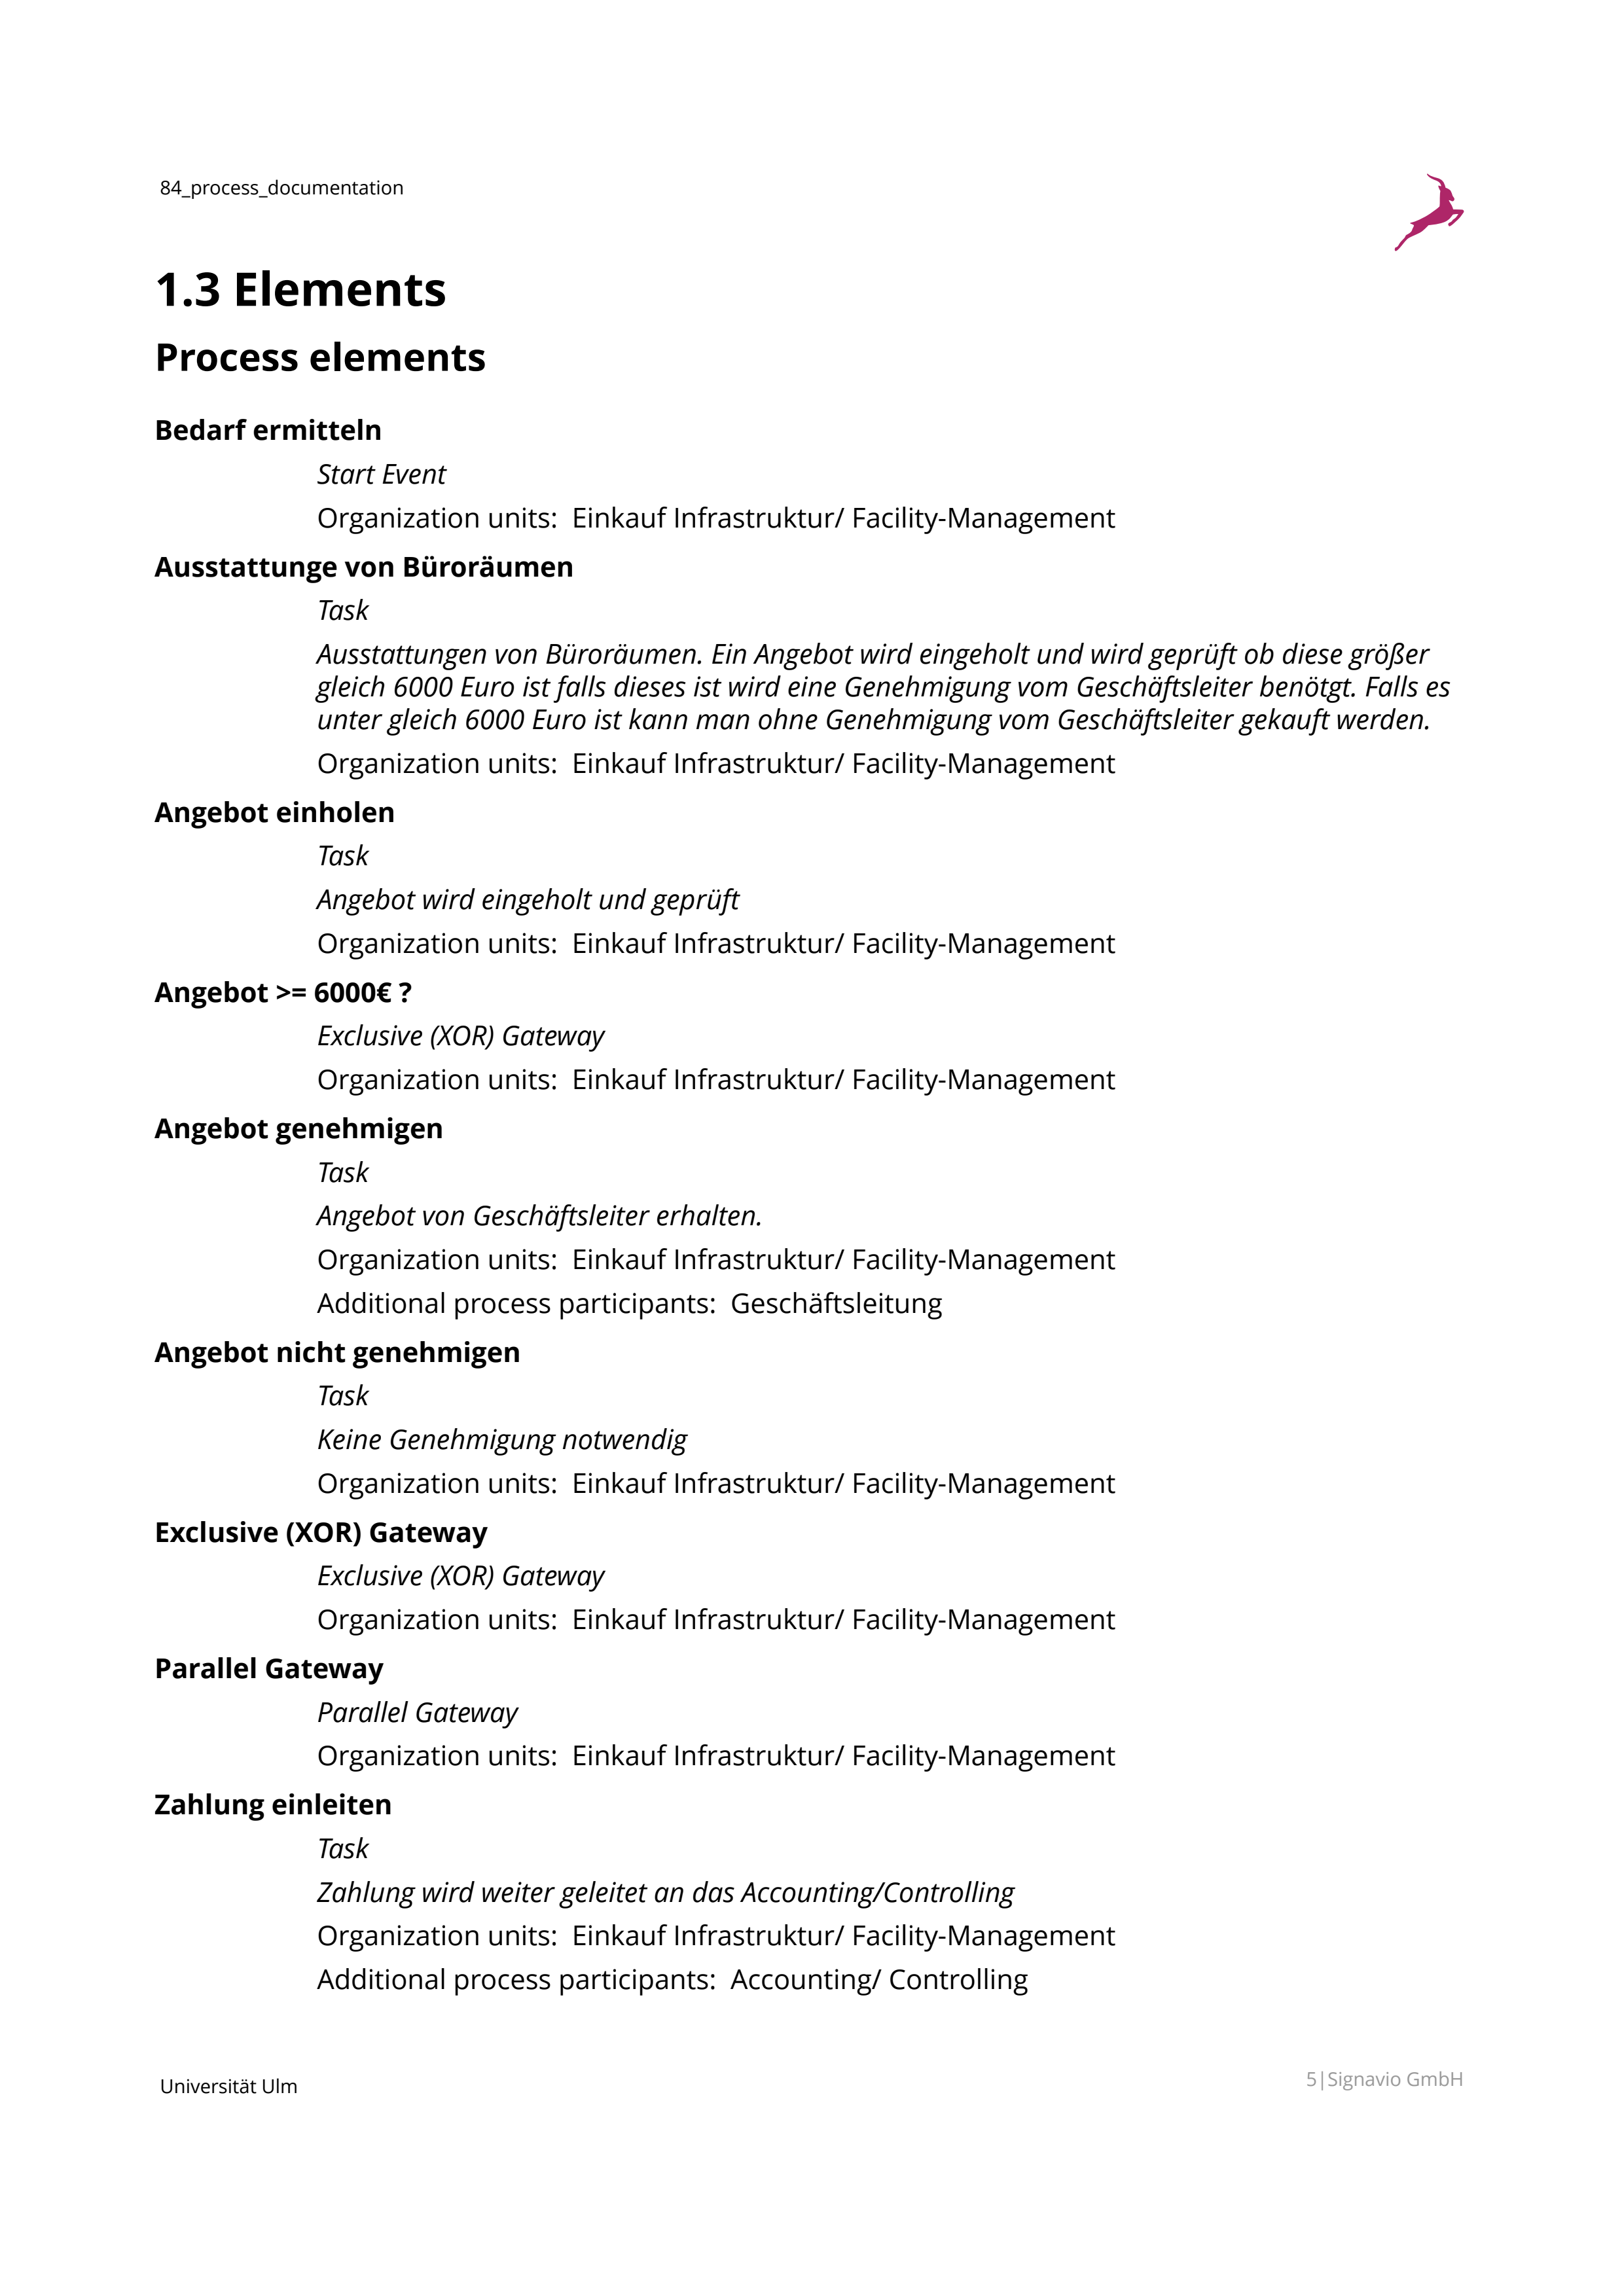 84_process_documentation
1.3 Elements
Process elements
Bedarf ermitteln
Start Event
Organization units:  Einkauf Infrastruktur/ Facility-Management
Ausstattunge von Büroräumen
Task
Ausstattungen von Büroräumen. Ein Angebot wird eingeholt und wird geprüft ob diese größer
gleich 6000 Euro ist falls dieses ist wird eine Genehmigung vom Geschäftsleiter benötgt. Falls es
unter gleich 6000 Euro ist kann man ohne Genehmigung vom Geschäftsleiter gekauft werden.
Organization units:  Einkauf Infrastruktur/ Facility-Management
Angebot einholen
Task
Angebot wird eingeholt und geprüft
Organization units:  Einkauf Infrastruktur/ Facility-Management
Angebot >= 6000€ ?
Exclusive (XOR) Gateway
Organization units:  Einkauf Infrastruktur/ Facility-Management
Angebot genehmigen
Task
Angebot von Geschäftsleiter erhalten.
Organization units:  Einkauf Infrastruktur/ Facility-Management
Additional process participants:  Geschäftsleitung
Angebot nicht genehmigen
Task
Keine Genehmigung notwendig
Organization units:  Einkauf Infrastruktur/ Facility-Management
Exclusive (XOR) Gateway
Exclusive (XOR) Gateway
Organization units:  Einkauf Infrastruktur/ Facility-Management
Parallel Gateway
Parallel Gateway
Organization units:  Einkauf Infrastruktur/ Facility-Management
Zahlung einleiten
Task
Zahlung wird weiter geleitet an das Accounting/Controlling
Organization units:  Einkauf Infrastruktur/ Facility-Management
Additional process participants:  Accounting/ Controlling
Universität Ulm
5|Signavio GmbH